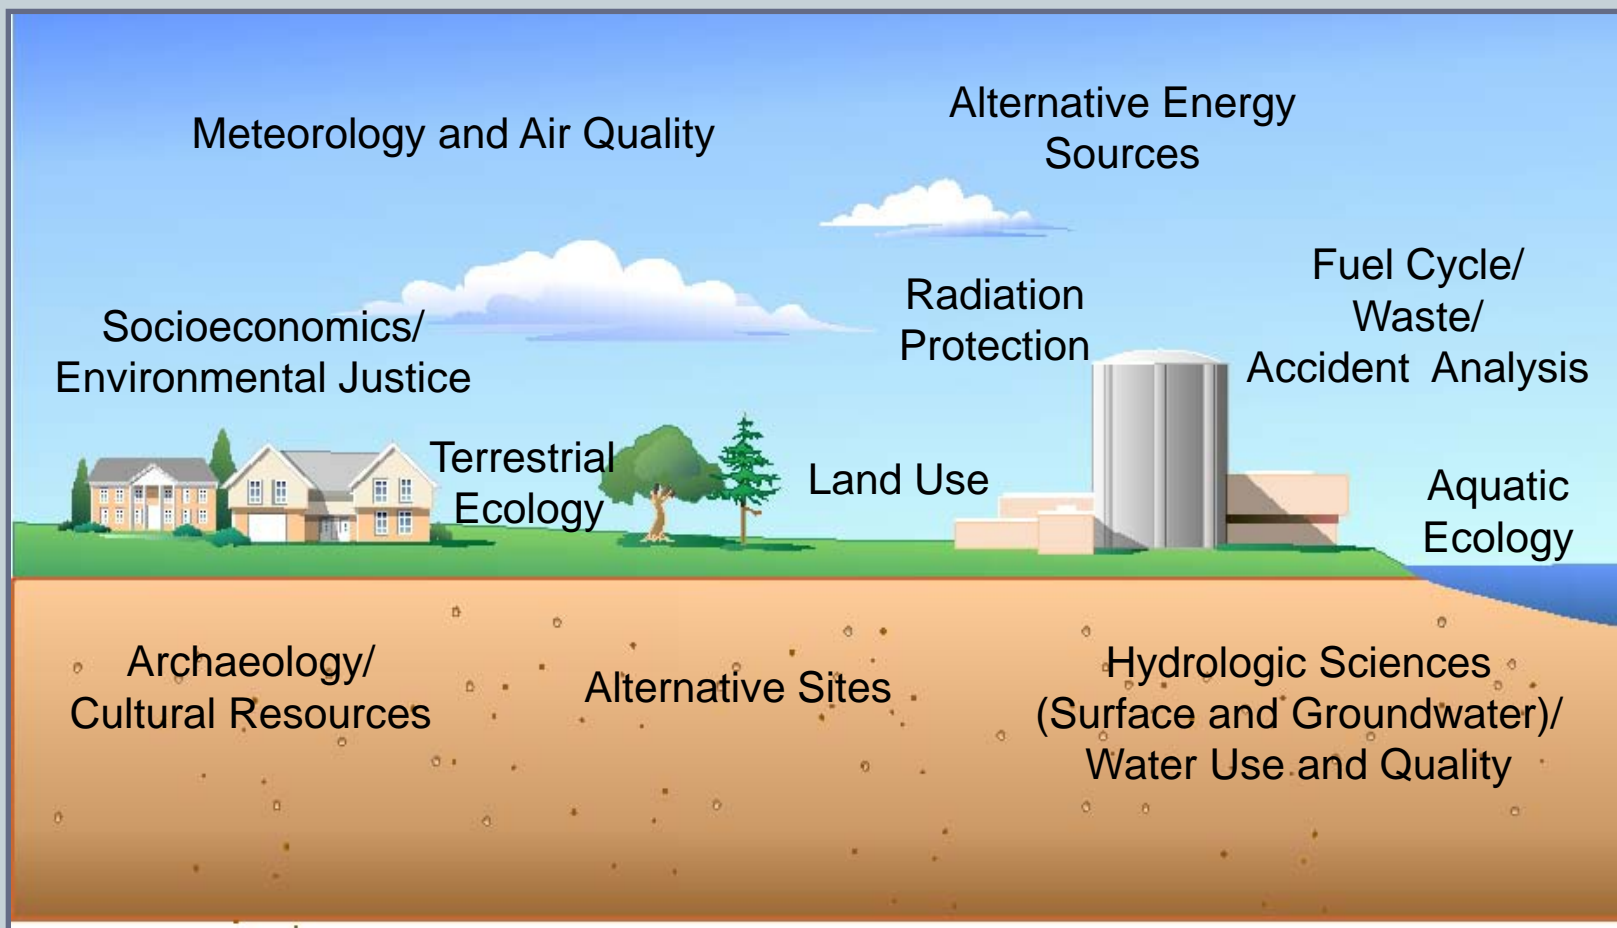 Meteorology and Air Quality
Alternative Energy
Sources
Socioeconomics/
Environmental Justice
Radiation
Protection
Fuel Cycle/
Waste/
Accident Analysis
Terrestrial
Ecology
Land Use
Aquatic
Ecology
Archaeology/
Cultural Resources
Alternative Sites
Hydrologic Sciences
(Surface and Groundwater)/
Water Use and Quality